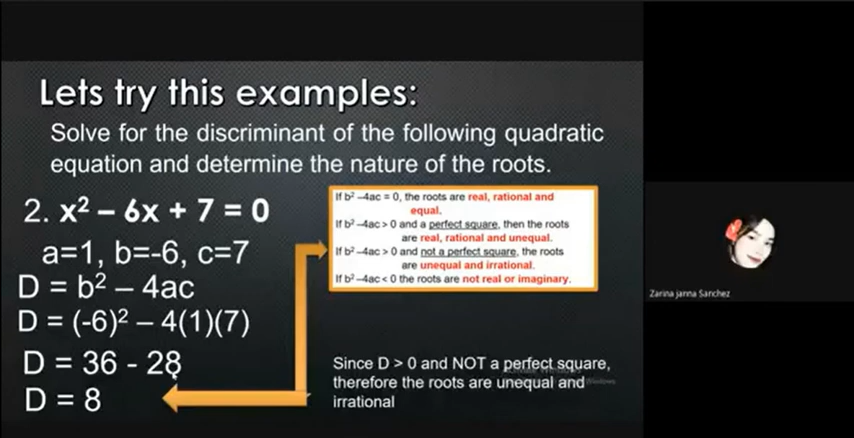 Lets try this examples:
Solve for the discriminant of the following quadratic
equation and determine the nature of the roots.
2. x² – 6x + 7 = 0
a=1, b=-6, c=7
D = b² – 4ac
D = (-6)² – 4(1)(7)
D = 36 - 28
D = 8
If b² –4ac = 0, the roots are real, rational and
equal.
If b² –4ac > 0 and a perfect square, then the roots
are real, rational and unequal.
If b² –4ac > 0 and not a perfect square, the roots
are unequal and irrational.
If b² –4ac < 0 the roots are not real or imaginary.
Since D > 0 and NOT a perfect square,
therefore the roots are unequal and
irrational
Windows
Zarina janna Sanchez